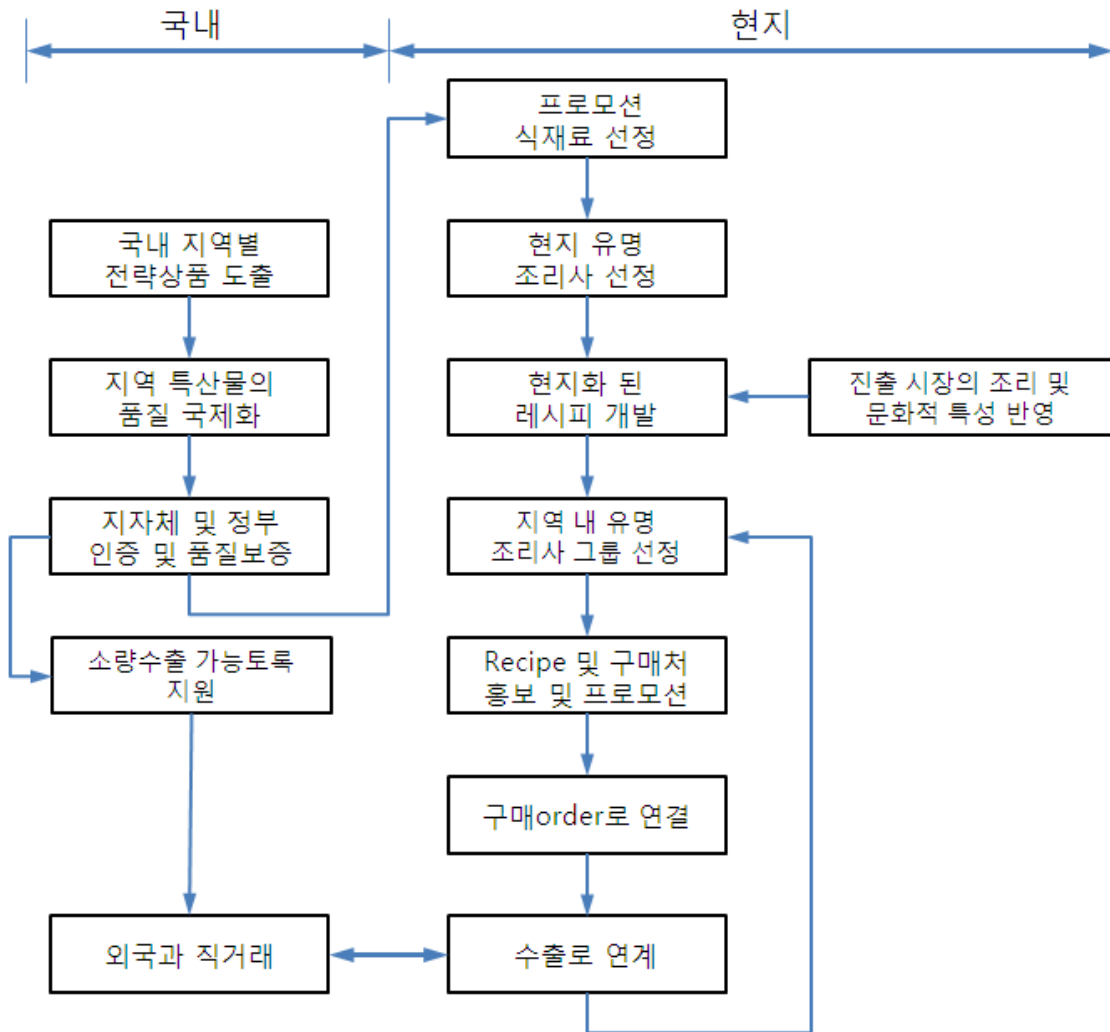 국내
현지
프로모션
식재료 선정
국내 지역별
전략상품 도출
현지 유명
조리사 선정
지역 특산물의
품질 국제화
현지화 된
레시피 개발
진출 시장의 조리 및
문화적 특성 반영
지자체 및 정부
인증 및 품질보증
지역 내 유명
조리사 그룹 선정
소량수출 가능토록
지원
Recipe 및 구매처
홍보 및 프로모션
구매order로 연결
외국과 직거래
수출로 연계